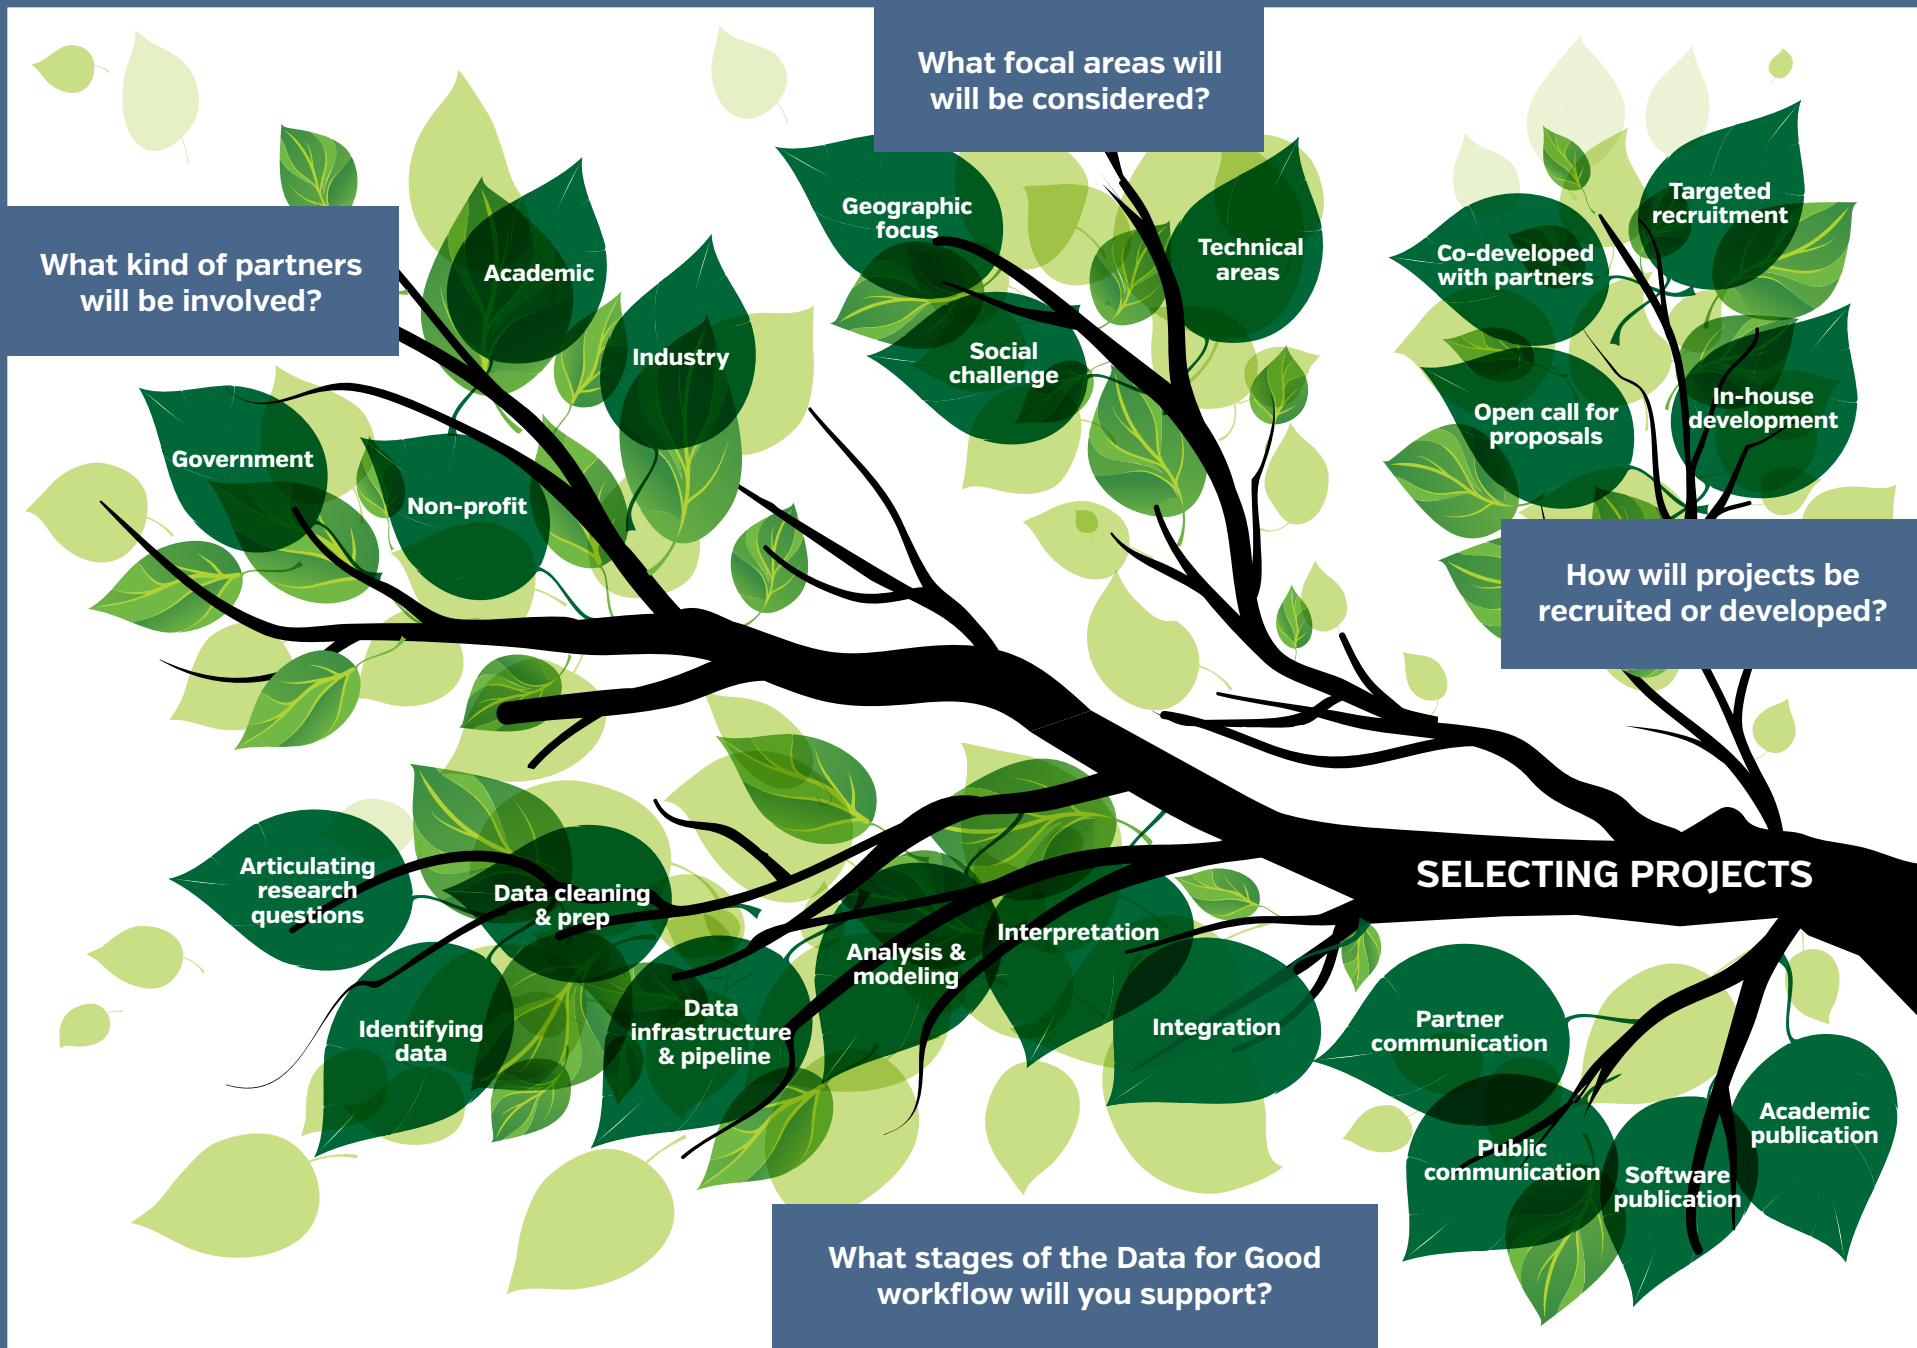 What focal areas will
will be considered?
What kind of partners
will be involved?
Academic
Industry
Government
Non-profit
Geographic
focus
Technical
areas
Social
challenge
Targeted
recruitment
Co-developed
with partners
In-house
development
Open call for
proposals
How will projects be
recruited or developed?
SELECTING PROJECTS
Articulating
research
questions
Data cleaning
& prep
Identifying
data
Data
infrastructure
& pipeline
Analysis &
modeling
Interpretation
Integration
Partner
communication
Public
communication
Software
publication
Academic
publication
What stages of the Data for Good
workflow will you support?